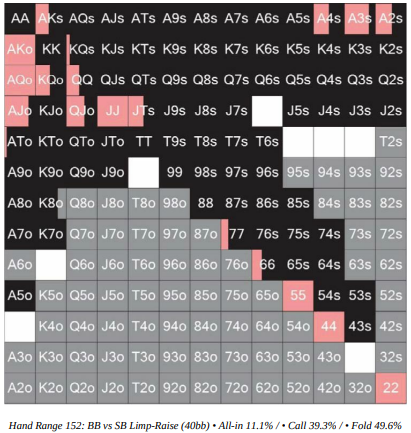 AA AKs AQs AJs ATs A9s A8s A7s A6s A5s A4s A3s A2s
AKo KK KQs KJs KTs K9s K8s K7s K6s K5s K4s K3s K2s
AQo KQo QQ QJs QTs Q9s Q8s Q7s Q6s Q5s Q4s Q3s Q2s
AJo KJo QJo JJ JTs J9s J8s J7s J5s J4s J3s J2s
ATo KTo QTo JTo TT T9s T8s T7s T6s T2s
A9o K9o Q9o J9o 99 98s 97s 96s 95s 94s 93s 92s
A8o K8o Q8o J8o T8o 98o 88 87s 86s 85s 84s 83s 82s
A7o K7o Q7o J7o T7o 97o 87o 77 76s 75s 74s 73s 72s
A6o Q6o J6o T6o 96o 86o 76o 66 65s 64s 63s 62s
A5o K5o Q5o J5o T5o 95o 85o 75o 65o 55 54s 53s 52s
K4o Q4o J4o T4o 94o 84o 74o 64o 54o 44 43s 42s
A3o K3o Q3o J3o T3o 93o 83o 73o 63o 53o 43o 32s
A2o K2o Q2o J2o T2o 92o 82o 72o 62o 52o 42o 32o 22
Hand Range 152: BB vs SB Limp-Raise (40bb) • All-in 11.1% / • Call 39.3% / • Fold 49.6%